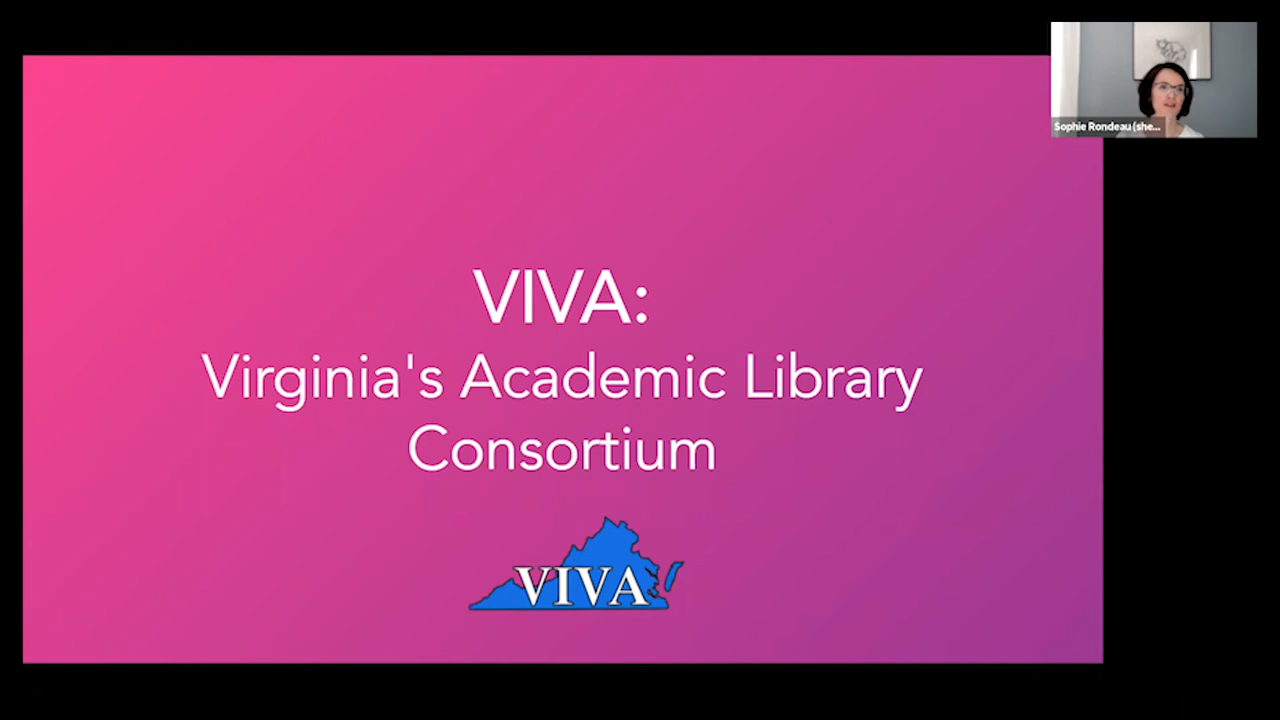 Sophie Rondeau (she...
VIVA:
Virginia's Academic Library
Consortium
VIVA